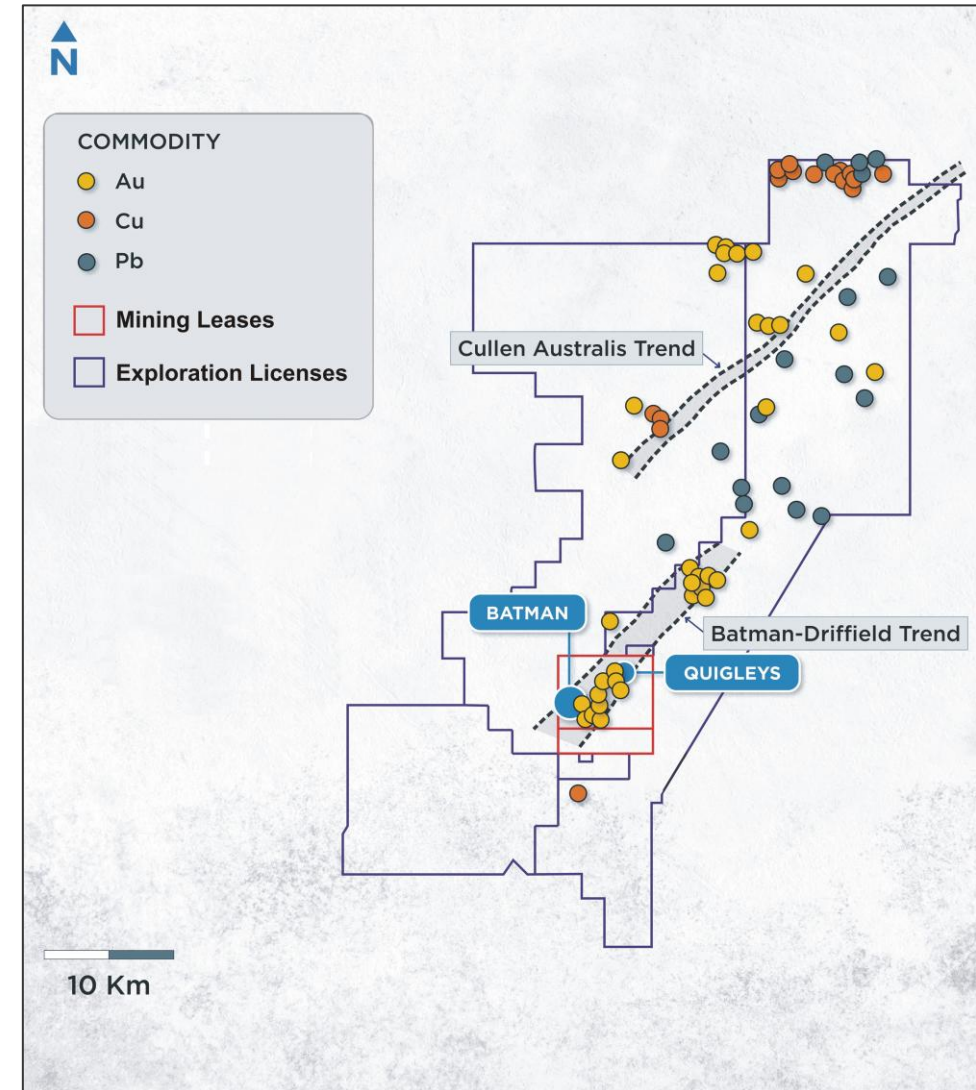 N
COMMODITY
Au
Cu
Pb
Mining Leases
Exploration Licenses
Cullen Australis Trend
BATMAN
Batman-Driffield Trend
QUIGLEYS
10 Km